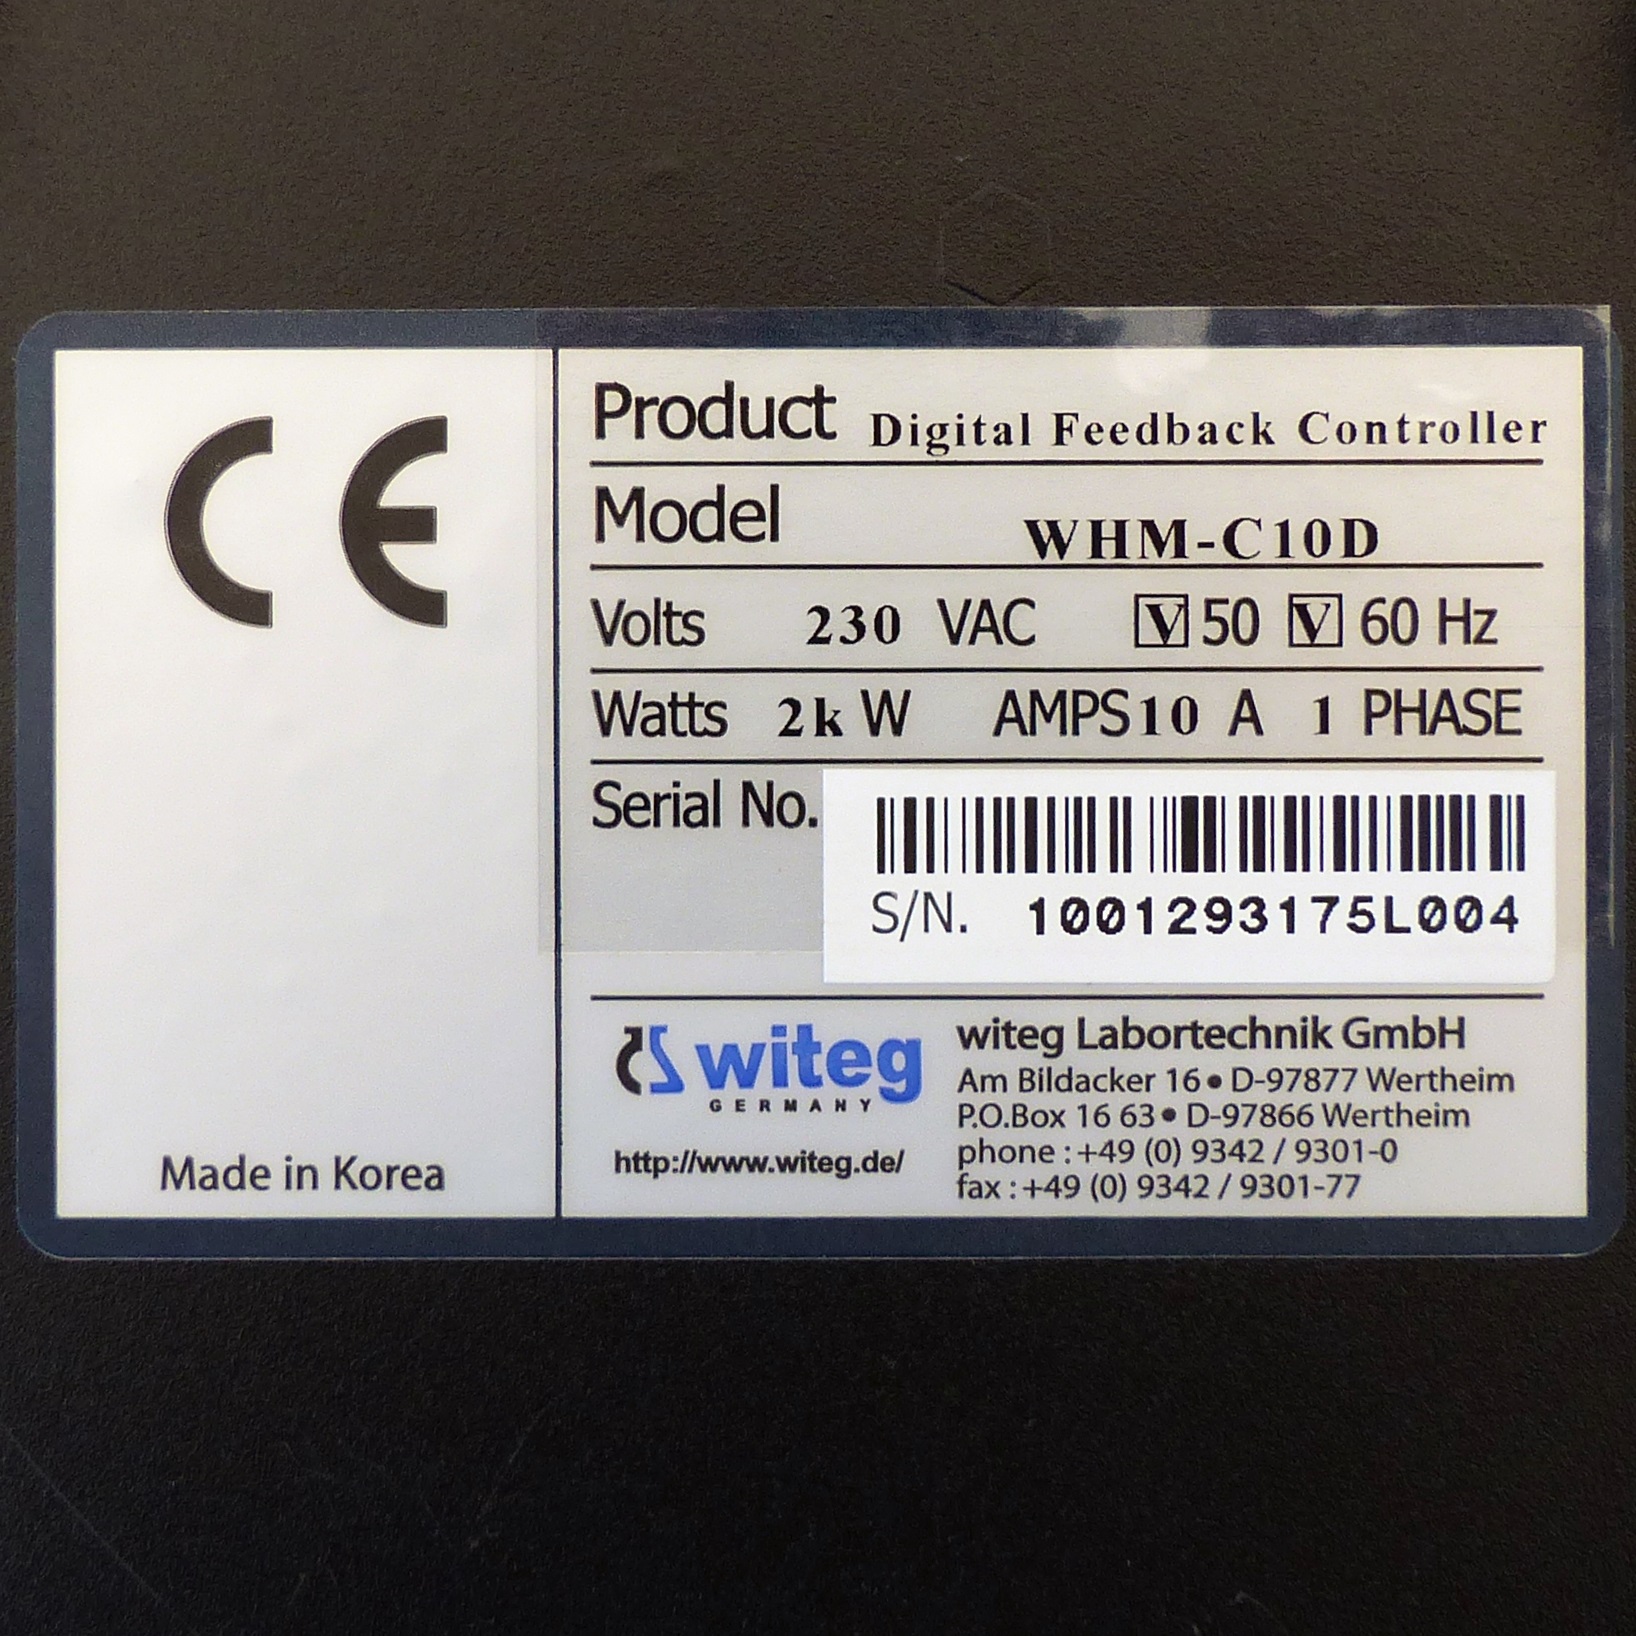 CE
Made in Korea
Product Digital Feedback Controller
Model WHM-C10D
Volts 230 VAC V 50 V 60 Hz
Watts 2k W AMPS 10 A 1 PHASE
Serial No.
S/N. 1001293175L004
witeg
GERMANY
http://www.witeg.de/
witeg Labortechnik GmbH
Am Bildacker 16 • D-97877 Wertheim
P.O.Box 16 63 • D-97866 Wertheim
phone : +49 (0) 9342 / 9301-0
fax : +49 (0) 9342 / 9301-77